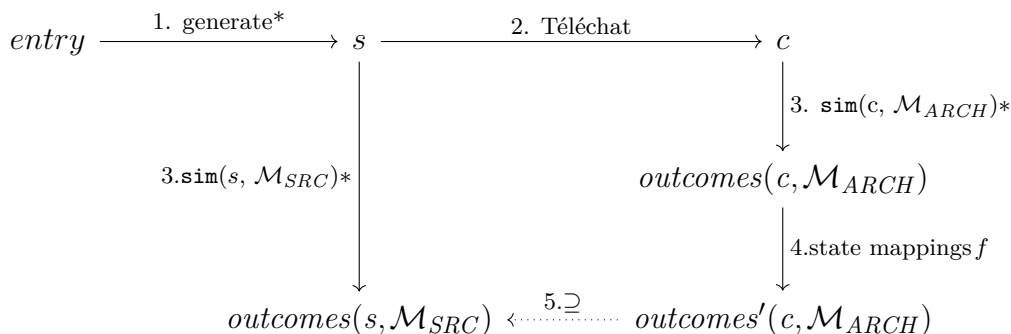 1. generate*
2. Téléchat
entry
s
c
3. sim(c, M_ARCH)*
3.sim(s, M_SRC)*
outcomes(c, M_ARCH)
4.state mappings f
5.⊇
outcomes(s, M_SRC)
outcomes′(c, M_ARCH)